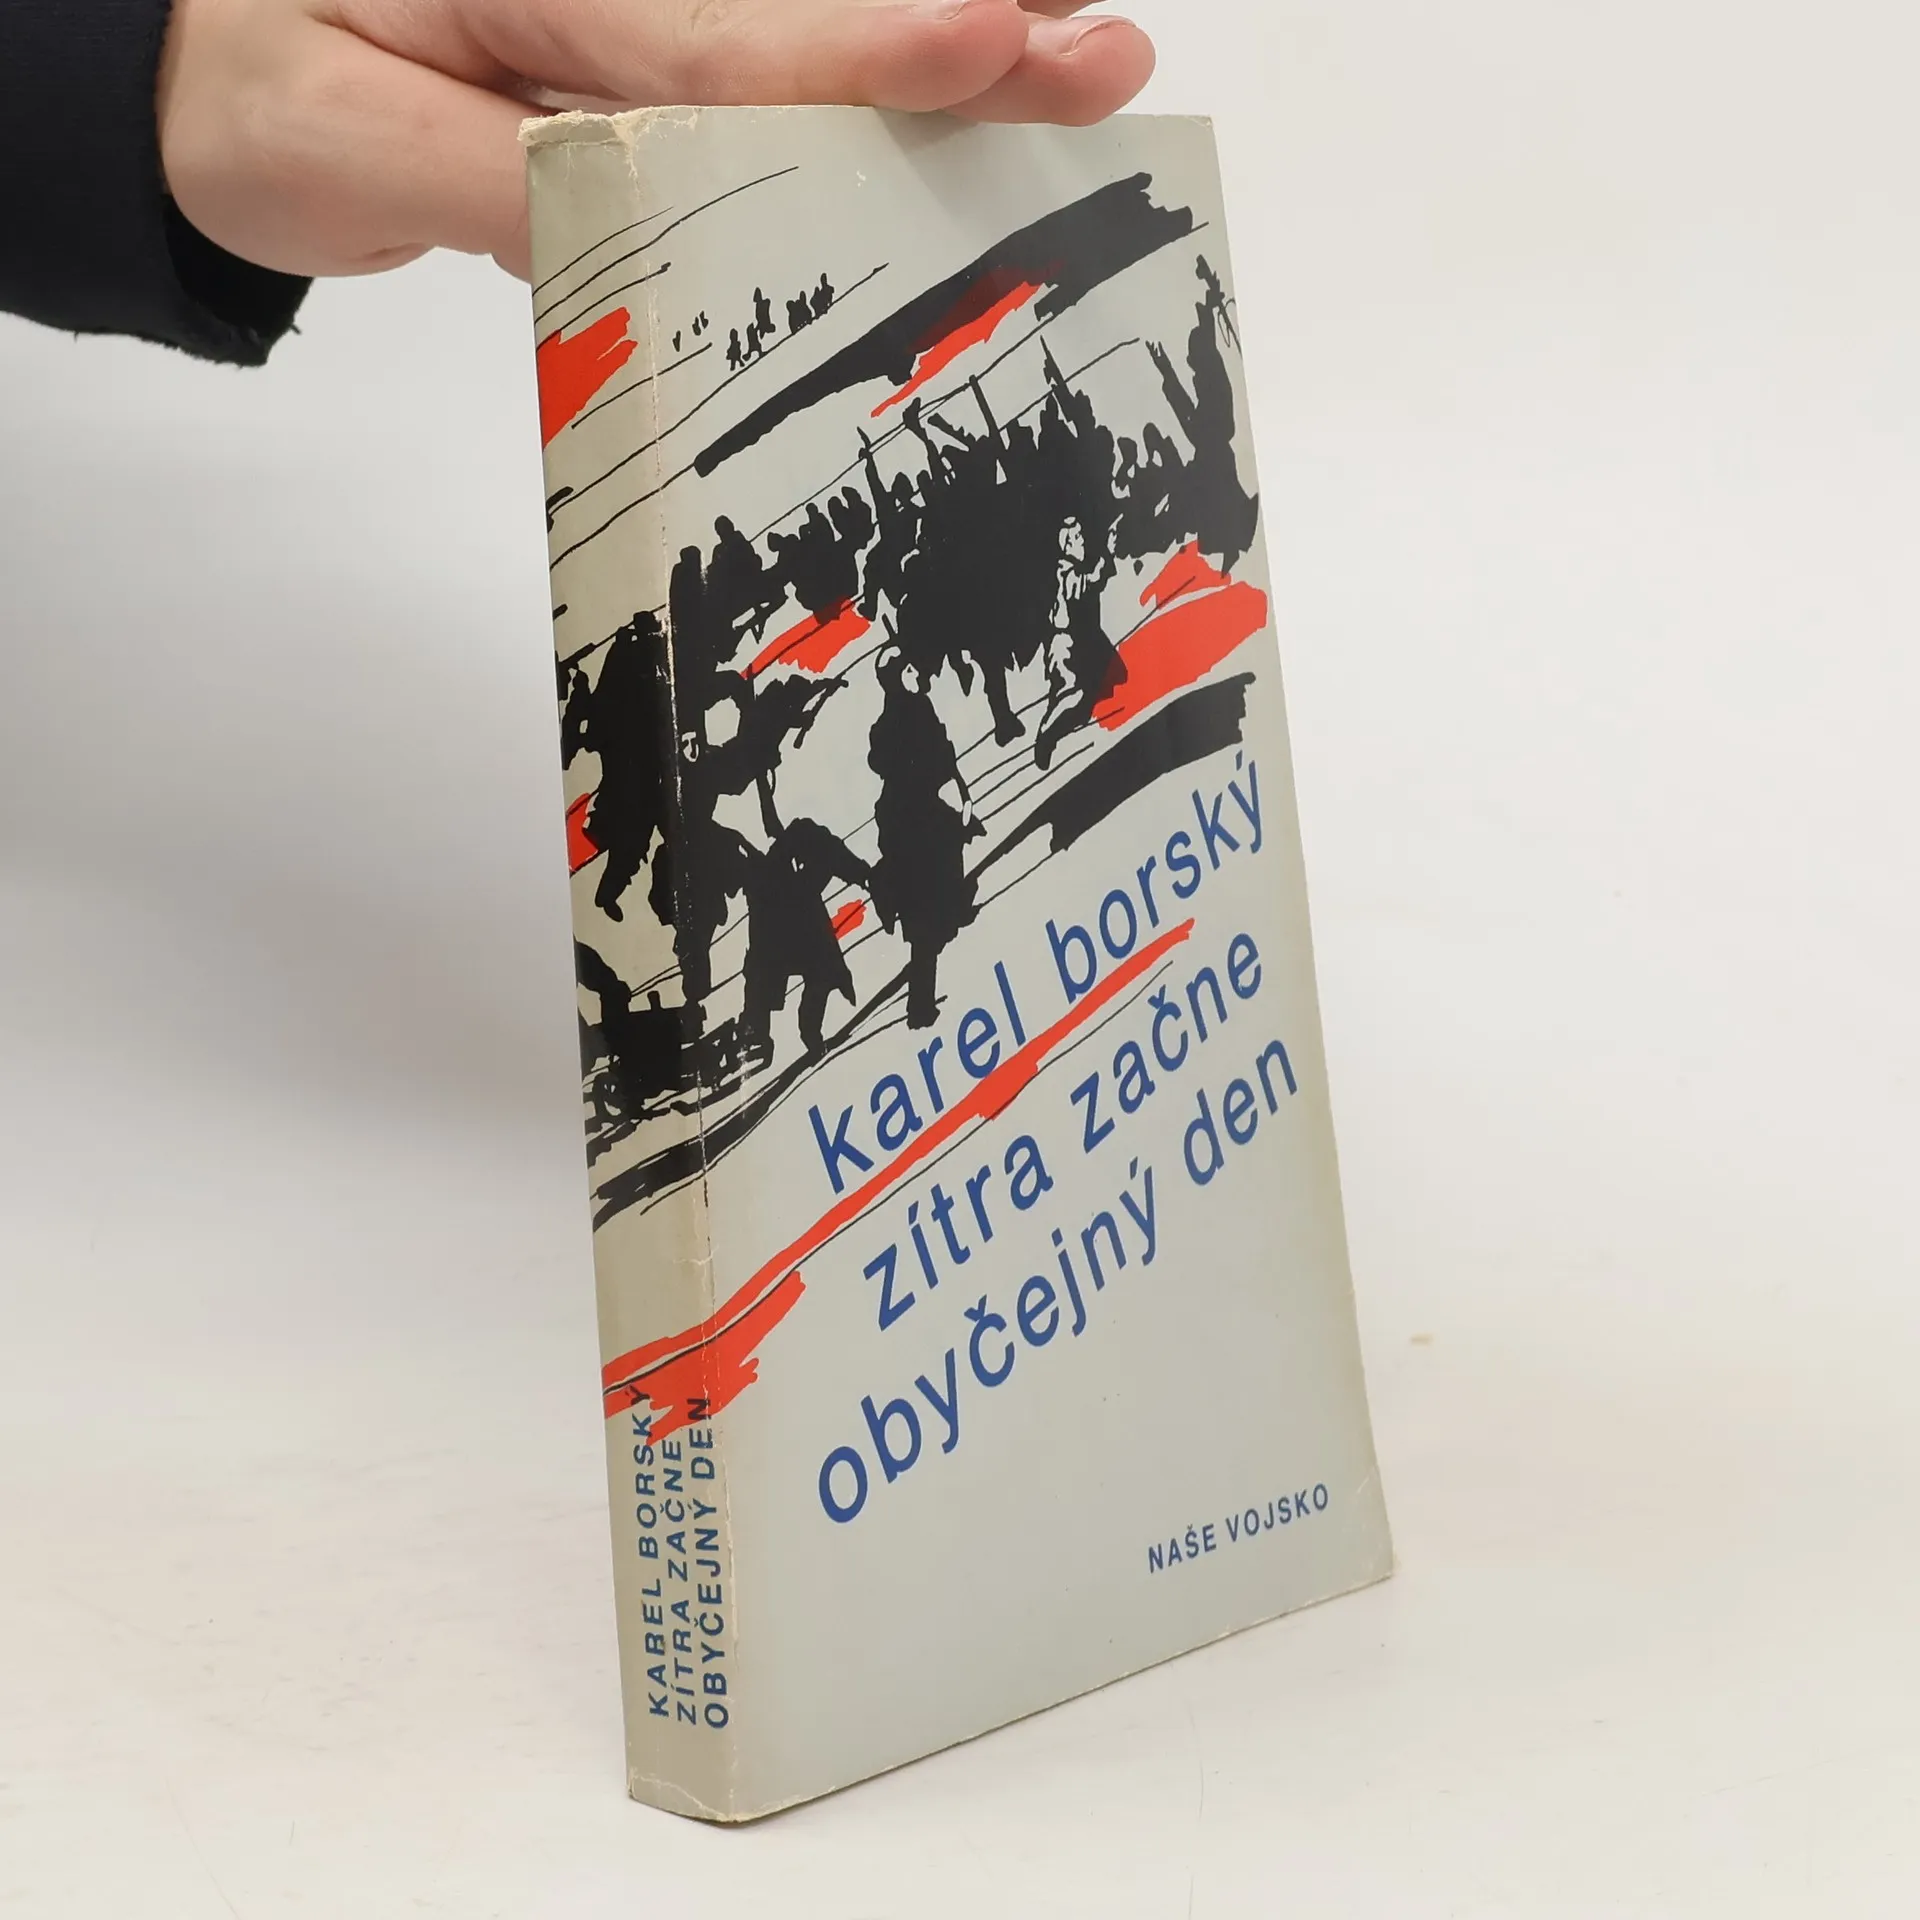 karel borský
zítra začne
obyčejný den
NAŠE VOJSKO
KAREL BORSKÝ
ZÍTRA ZAČNE
OBYČEJNÝ DEN